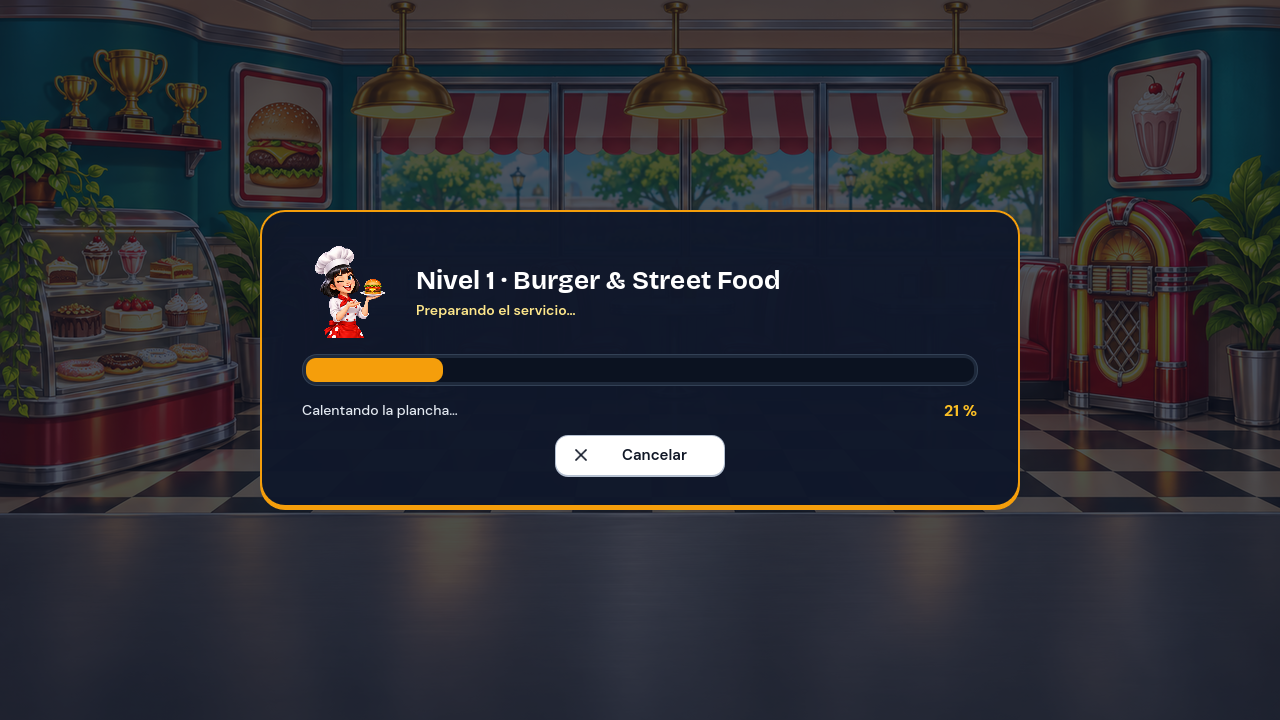 Nivel 1 · Burger & Street Food
Preparando el servicio...
Calentando la plancha...
21 %
Cancelar